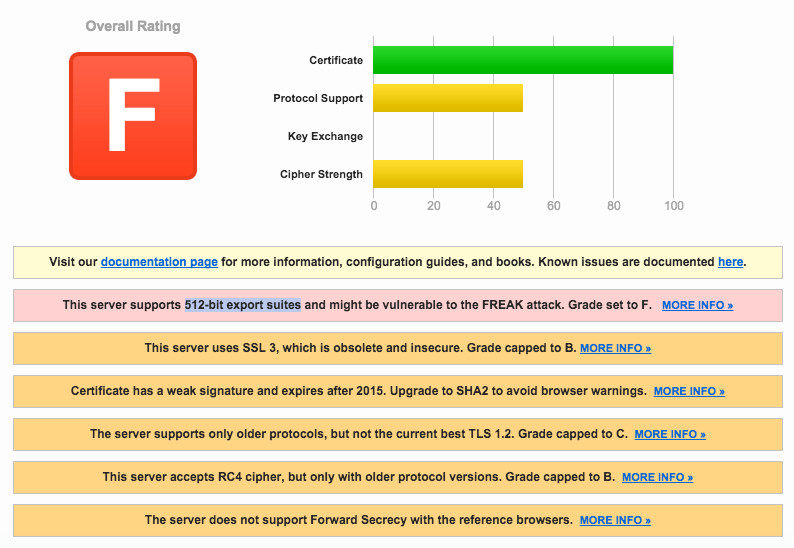 Overall Rating
F
Certificate
Protocol Support
Key Exchange
Cipher Strength
0 20 40 60 80 100
Visit our documentation page for more information, configuration guides, and books. Known issues are documented here.
This server supports 512-bit export suites and might be vulnerable to the FREAK attack. Grade set to F. MORE INFO »
This server uses SSL 3, which is obsolete and insecure. Grade capped to B. MORE INFO »
Certificate has a weak signature and expires after 2015. Upgrade to SHA2 to avoid browser warnings. MORE INFO »
The server supports only older protocols, but not the current best TLS 1.2. Grade capped to C. MORE INFO »
This server accepts RC4 cipher, but only with older protocol versions. Grade capped to B. MORE INFO »
The server does not support Forward Secrecy with the reference browsers. MORE INFO »